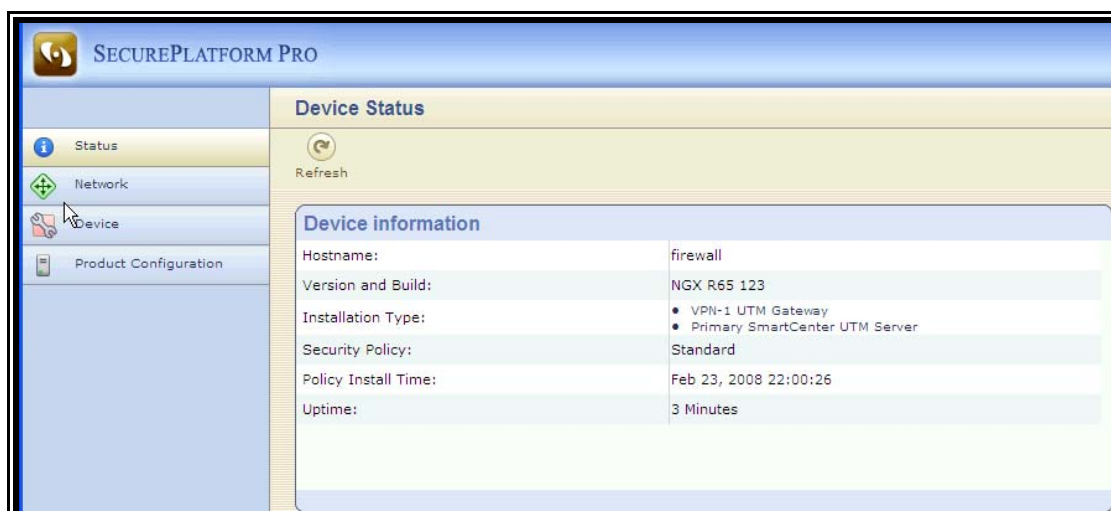 SECUREPLATFORM PRO
Device Status
Status
Refresh
Network
Device
Product Configuration
Device information
Hostname: firewall
Version and Build: NGX R65 123
Installation Type: • VPN-1 UTM Gateway
• Primary SmartCenter UTM Server
Security Policy: Standard
Policy Install Time: Feb 23, 2008 22:00:26
Uptime: 3 Minutes